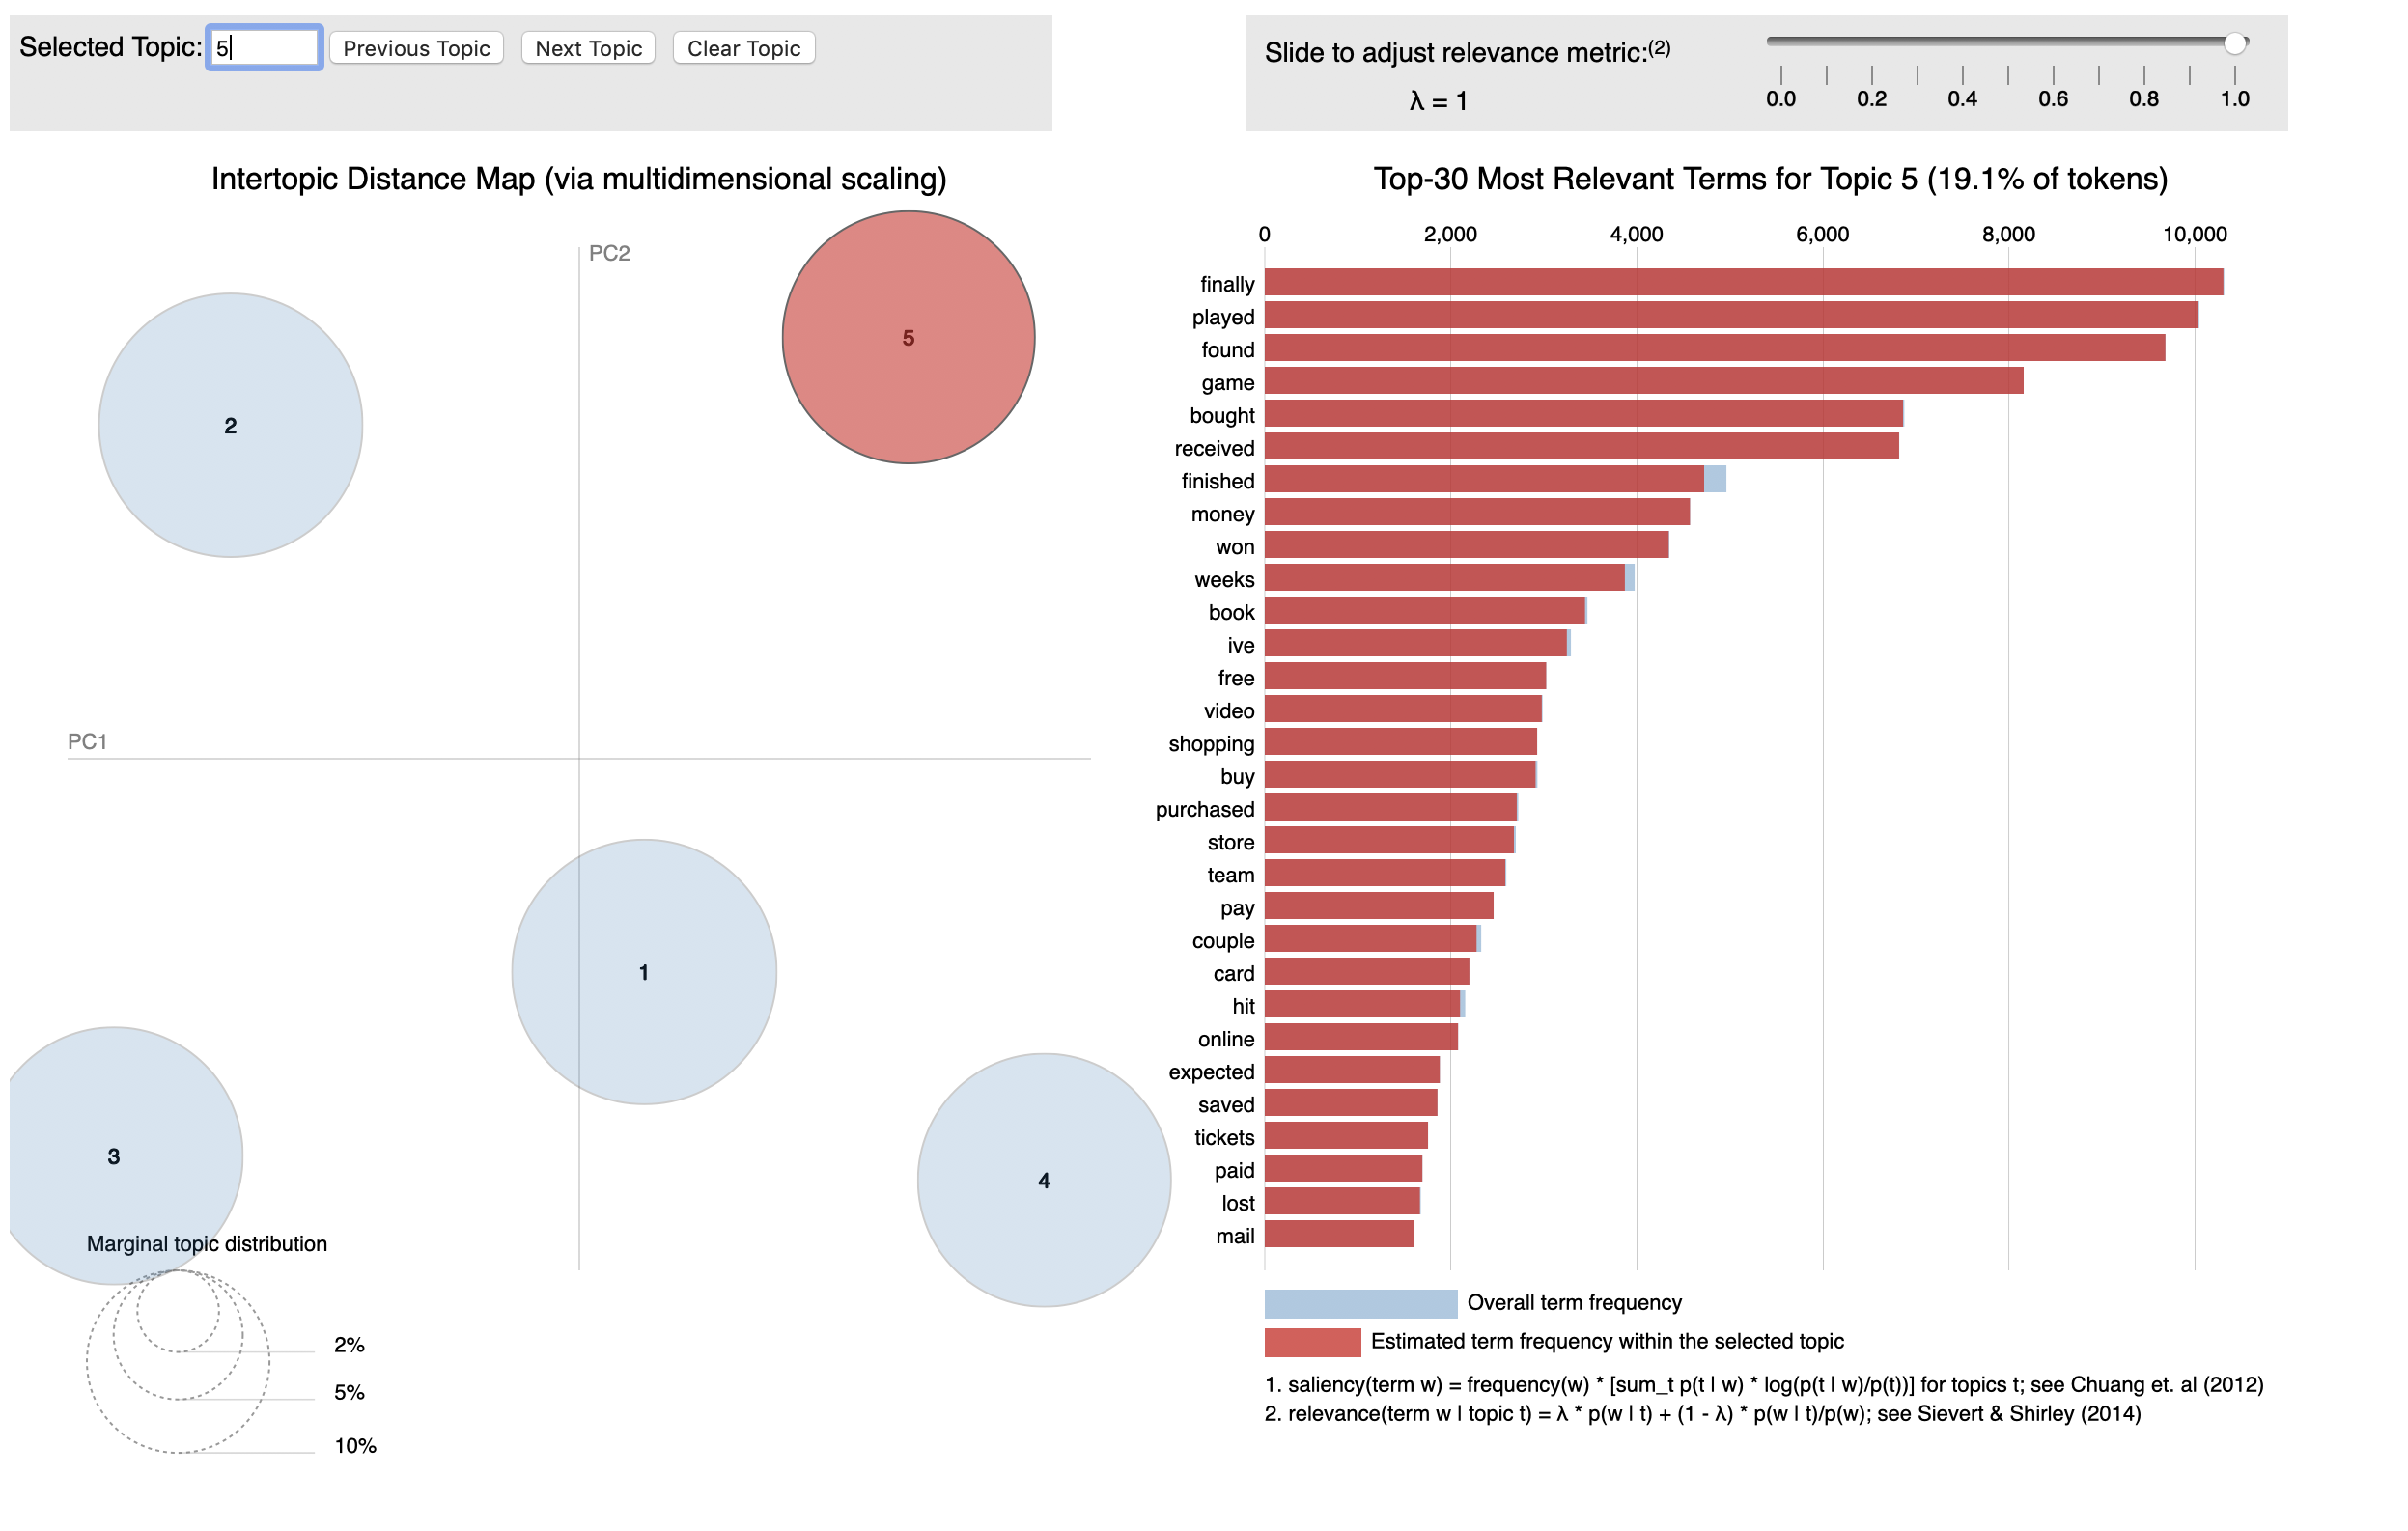 Selected Topic: 5 Previous Topic Next Topic Clear Topic
Slide to adjust relevance metric:(2)
λ = 1
0.0 0.2 0.4 0.6 0.8 1.0
Intertopic Distance Map (via multidimensional scaling)
PC2
5
2
PC1
1
3
4
Marginal topic distribution
2%
5%
10%
Top-30 Most Relevant Terms for Topic 5 (19.1% of tokens)
0 2,000 4,000 6,000 8,000 10,000
finally
played
found
game
bought
received
finished
money
won
weeks
book
ive
free
video
shopping
buy
purchased
store
team
pay
couple
card
hit
online
expected
saved
tickets
paid
lost
mail
Overall term frequency
Estimated term frequency within the selected topic
1. saliency(term w) = frequency(w) * [sum_t p(t | w) * log(p(t | w)/p(t))] for topics t; see Chuang et. al (2012)
2. relevance(term w | topic t) = λ * p(w | t) + (1 - λ) * p(w | t)/p(w); see Sievert & Shirley (2014)